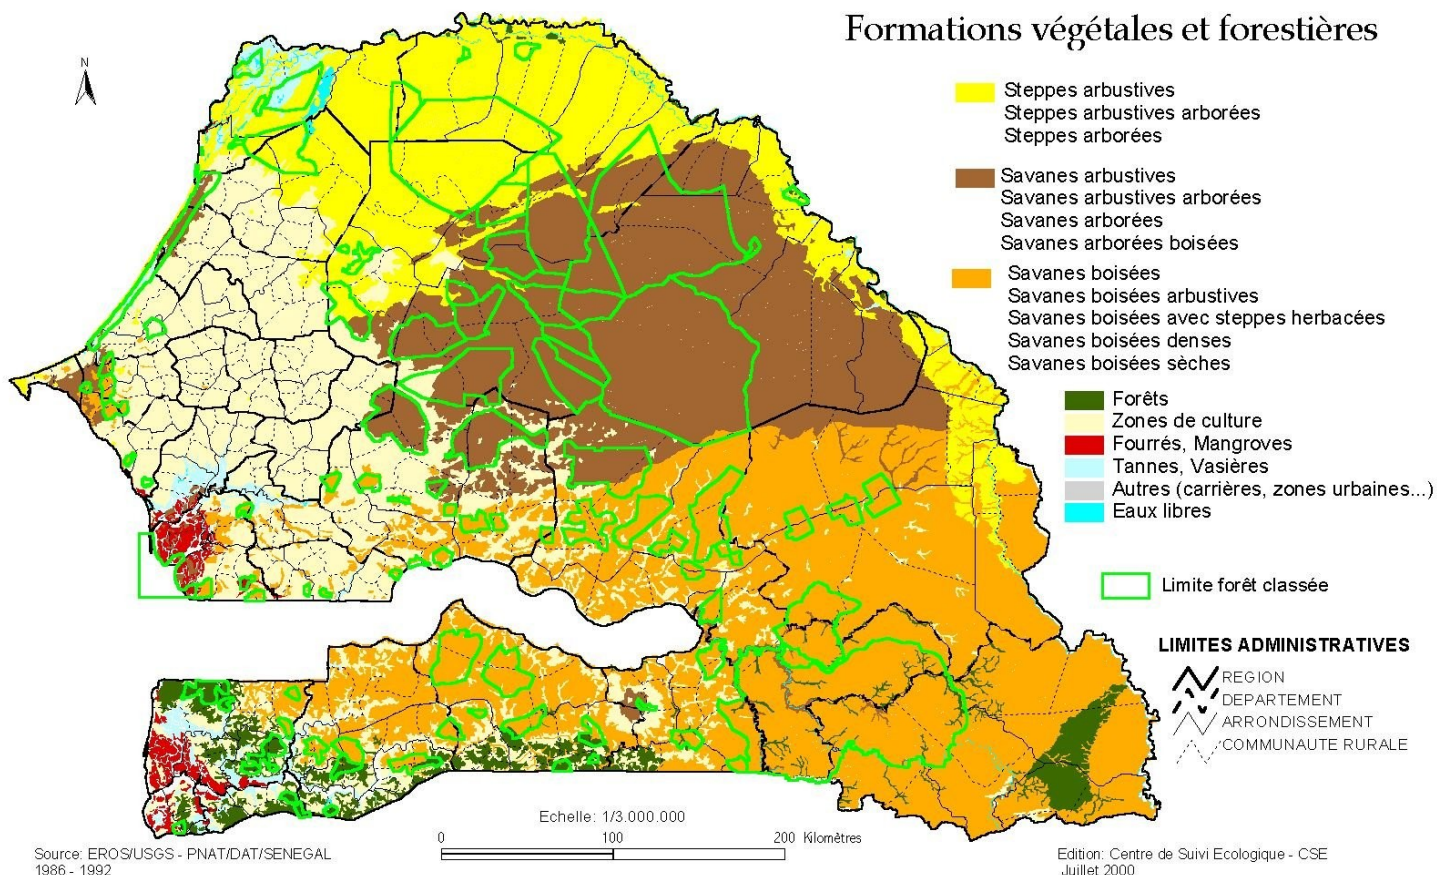 Formations végétales et forestières
N
Steppes arbustives
Steppes arbustives arborées
Steppes arborées
Savanes arbustives
Savanes arbustives arborées
Savanes arborées
Savanes arborées boisées
Savanes boisées
Savanes boisées arbustives
Savanes boisées avec steppes herbacées
Savanes boisées denses
Savanes boisées sèches
Forêts
Zones de culture
Fourrés, Mangroves
Tannes, Vasières
Autres (carrières, zones urbaines...)
Eaux libres
Limite forêt classée
LIMITES ADMINISTRATIVES
REGION
DEPARTEMENT
ARRONDISSEMENT
COMMUNAUTE RURALE
Echelle: 1/3.000.000
0 100 200 Kilomètres
Source: EROS/USGS - PNAT/DAT/SENEGAL
1986 - 1992
Edition: Centre de Suivi Ecologique - CSE
Juillet 2000